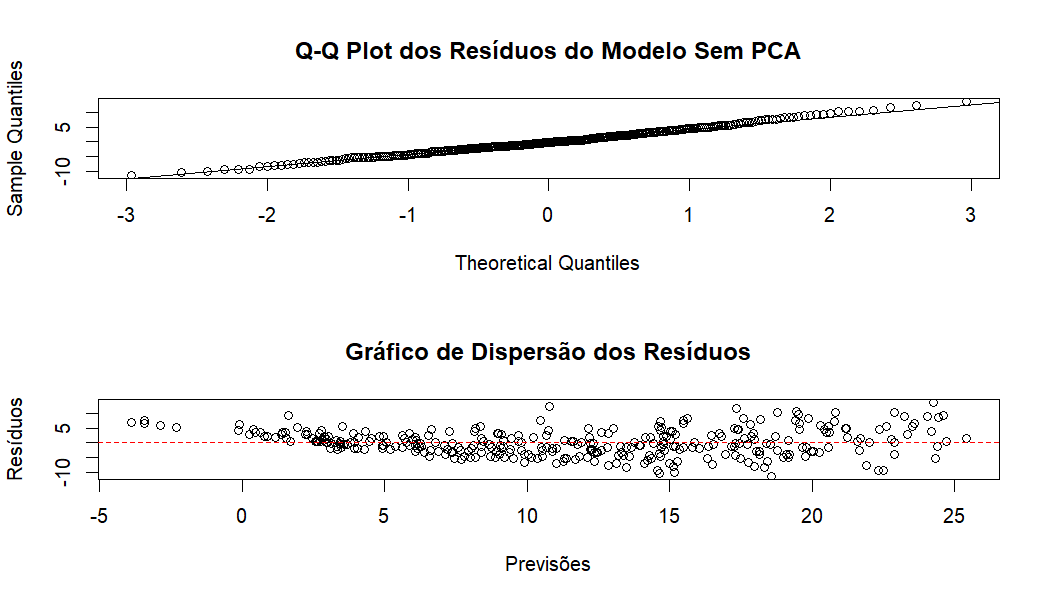 Q-Q Plot dos Resíduos do Modelo Sem PCA
Sample Quantiles
5
-10
-3 -2 -1 0 1 2 3
Theoretical Quantiles
Gráfico de Dispersão dos Resíduos
Resíduos
5
-10
-5 0 5 10 15 20 25
Previsões